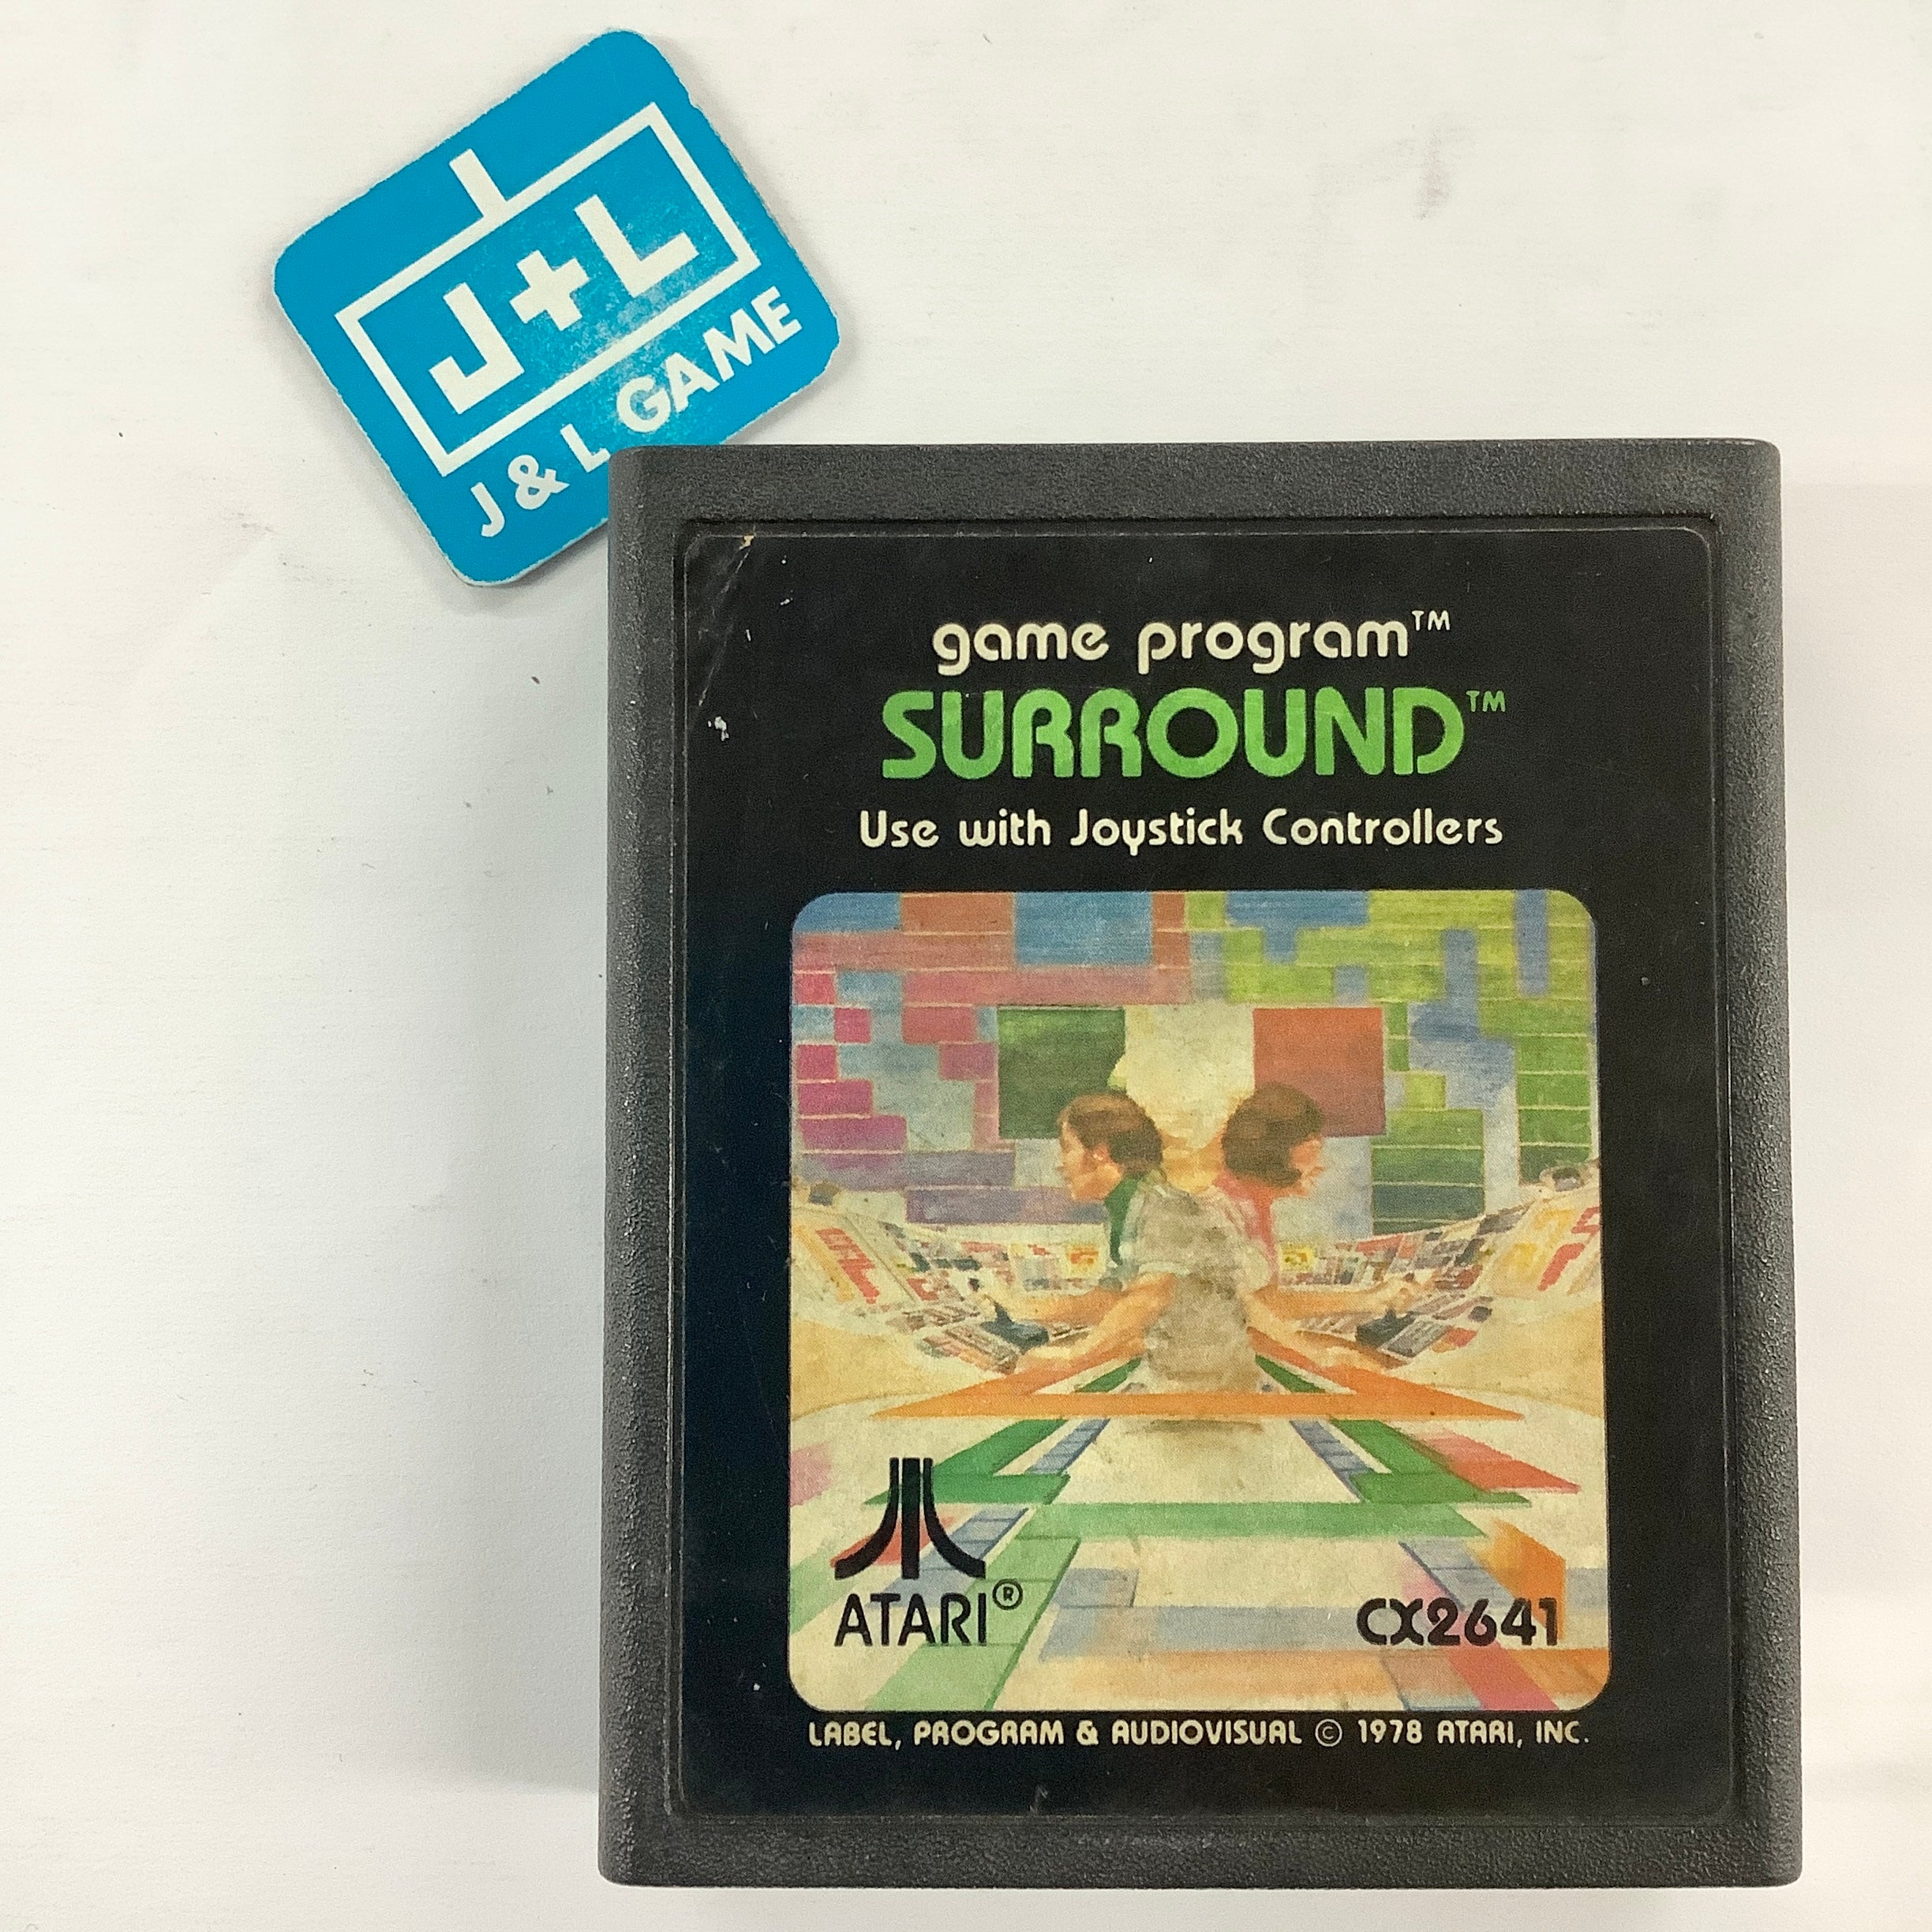 J+L
J & L GAME
game program™
SURROUND™
Use with Joystick Controllers
ATARI®
CX2641
LABEL, PROGRAM & AUDIOVISUAL © 1978 ATARI, INC.